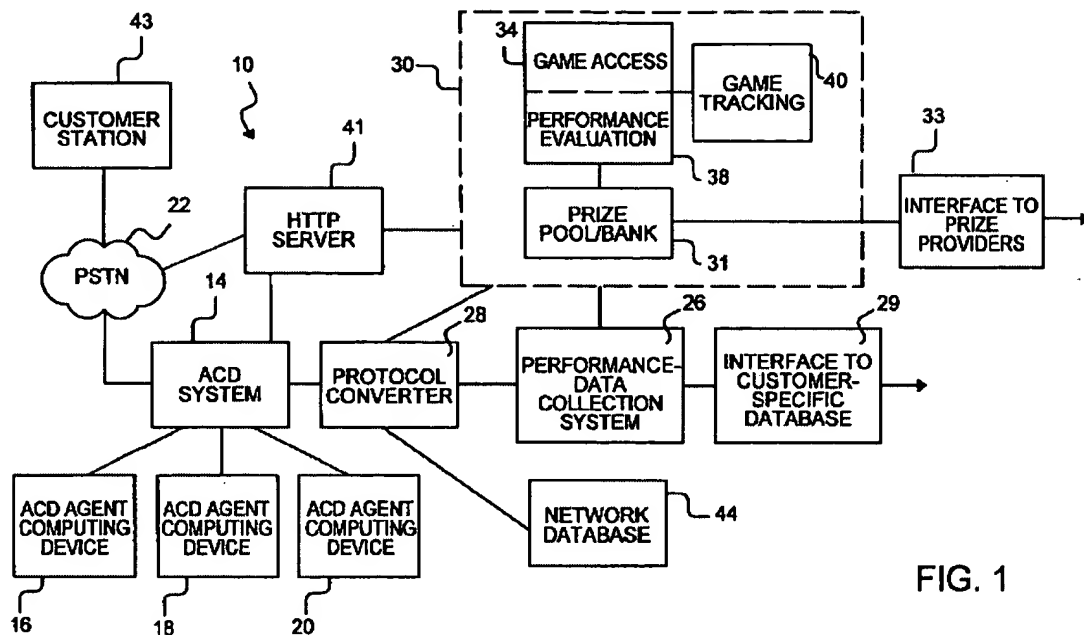 43
CUSTOMER
STATION
10
22
PSTN
41
HTTP
SERVER
30
34
GAME ACCESS
PERFORMANCE
EVALUATION
38
GAME
TRACKING
40
PRIZE
POOL/BANK
31
33
INTERFACE TO
PRIZE
PROVIDERS
14
ACD
SYSTEM
28
PROTOCOL
CONVERTER
26
PERFORMANCE-
DATA
COLLECTION
SYSTEM
29
INTERFACE TO
CUSTOMER-
SPECIFIC
DATABASE
ACD AGENT
COMPUTING
DEVICE
16
ACD AGENT
COMPUTING
DEVICE
18
ACD AGENT
COMPUTING
DEVICE
20
NETWORK
DATABASE
44
FIG. 1